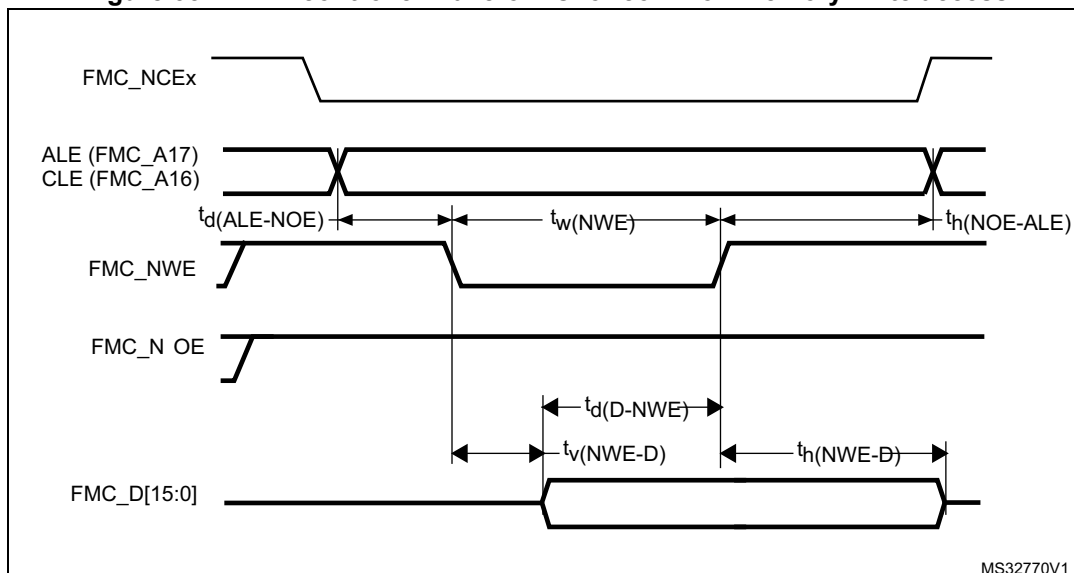 FMC_NCEx
ALE (FMC_A17)
CLE (FMC_A16)
td(ALE-NOE)
tw(NWE)
th(NOE-ALE)
FMC_NWE
FMC_N OE
td(D-NWE)
tv(NWE-D)
th(NWE-D)
FMC_D[15:0]
MS32770V1